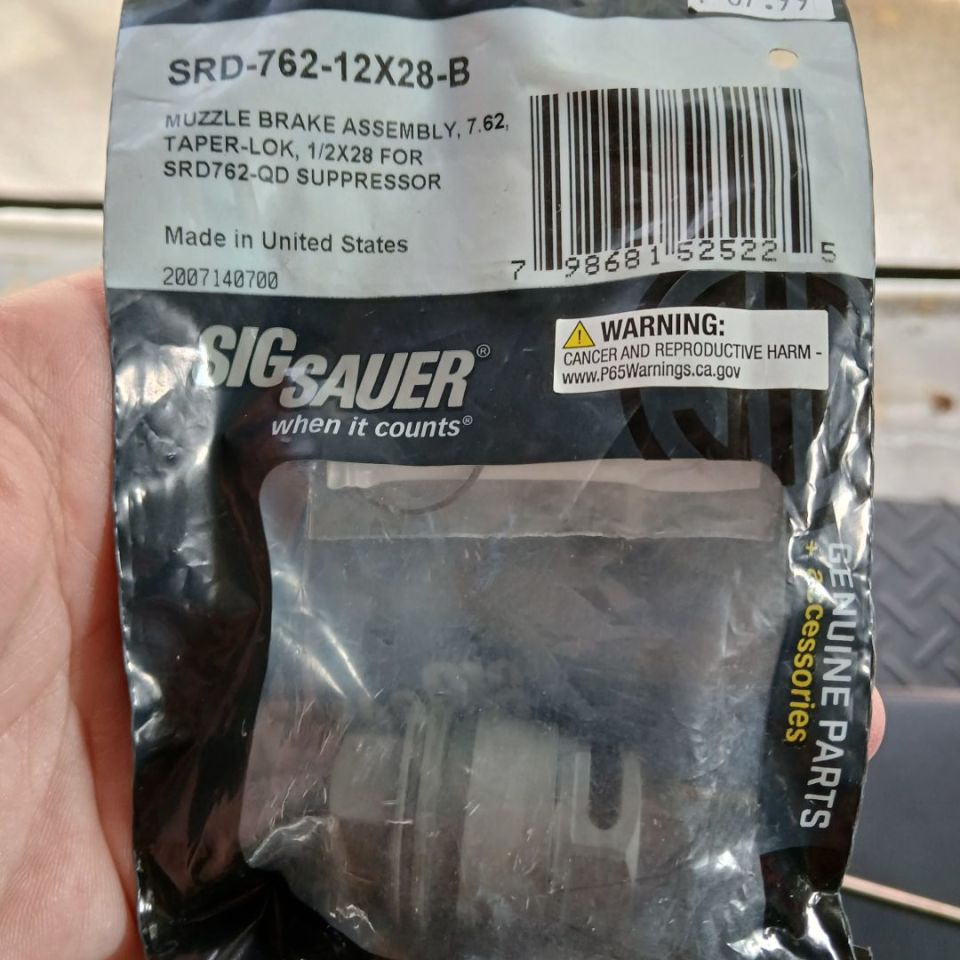 SRD-762-12X28-B
MUZZLE BRAKE ASSEMBLY, 7.62,
TAPER-LOK, 1/2X28 FOR
SRD762-QD SUPPRESSOR
Made in United States
2007140700
7 98681 52522 5
SIG SAUER®
when it counts®
WARNING:
CANCER AND REPRODUCTIVE HARM -
www.P65Warnings.ca.gov
GENUINE PARTS
+ accessories